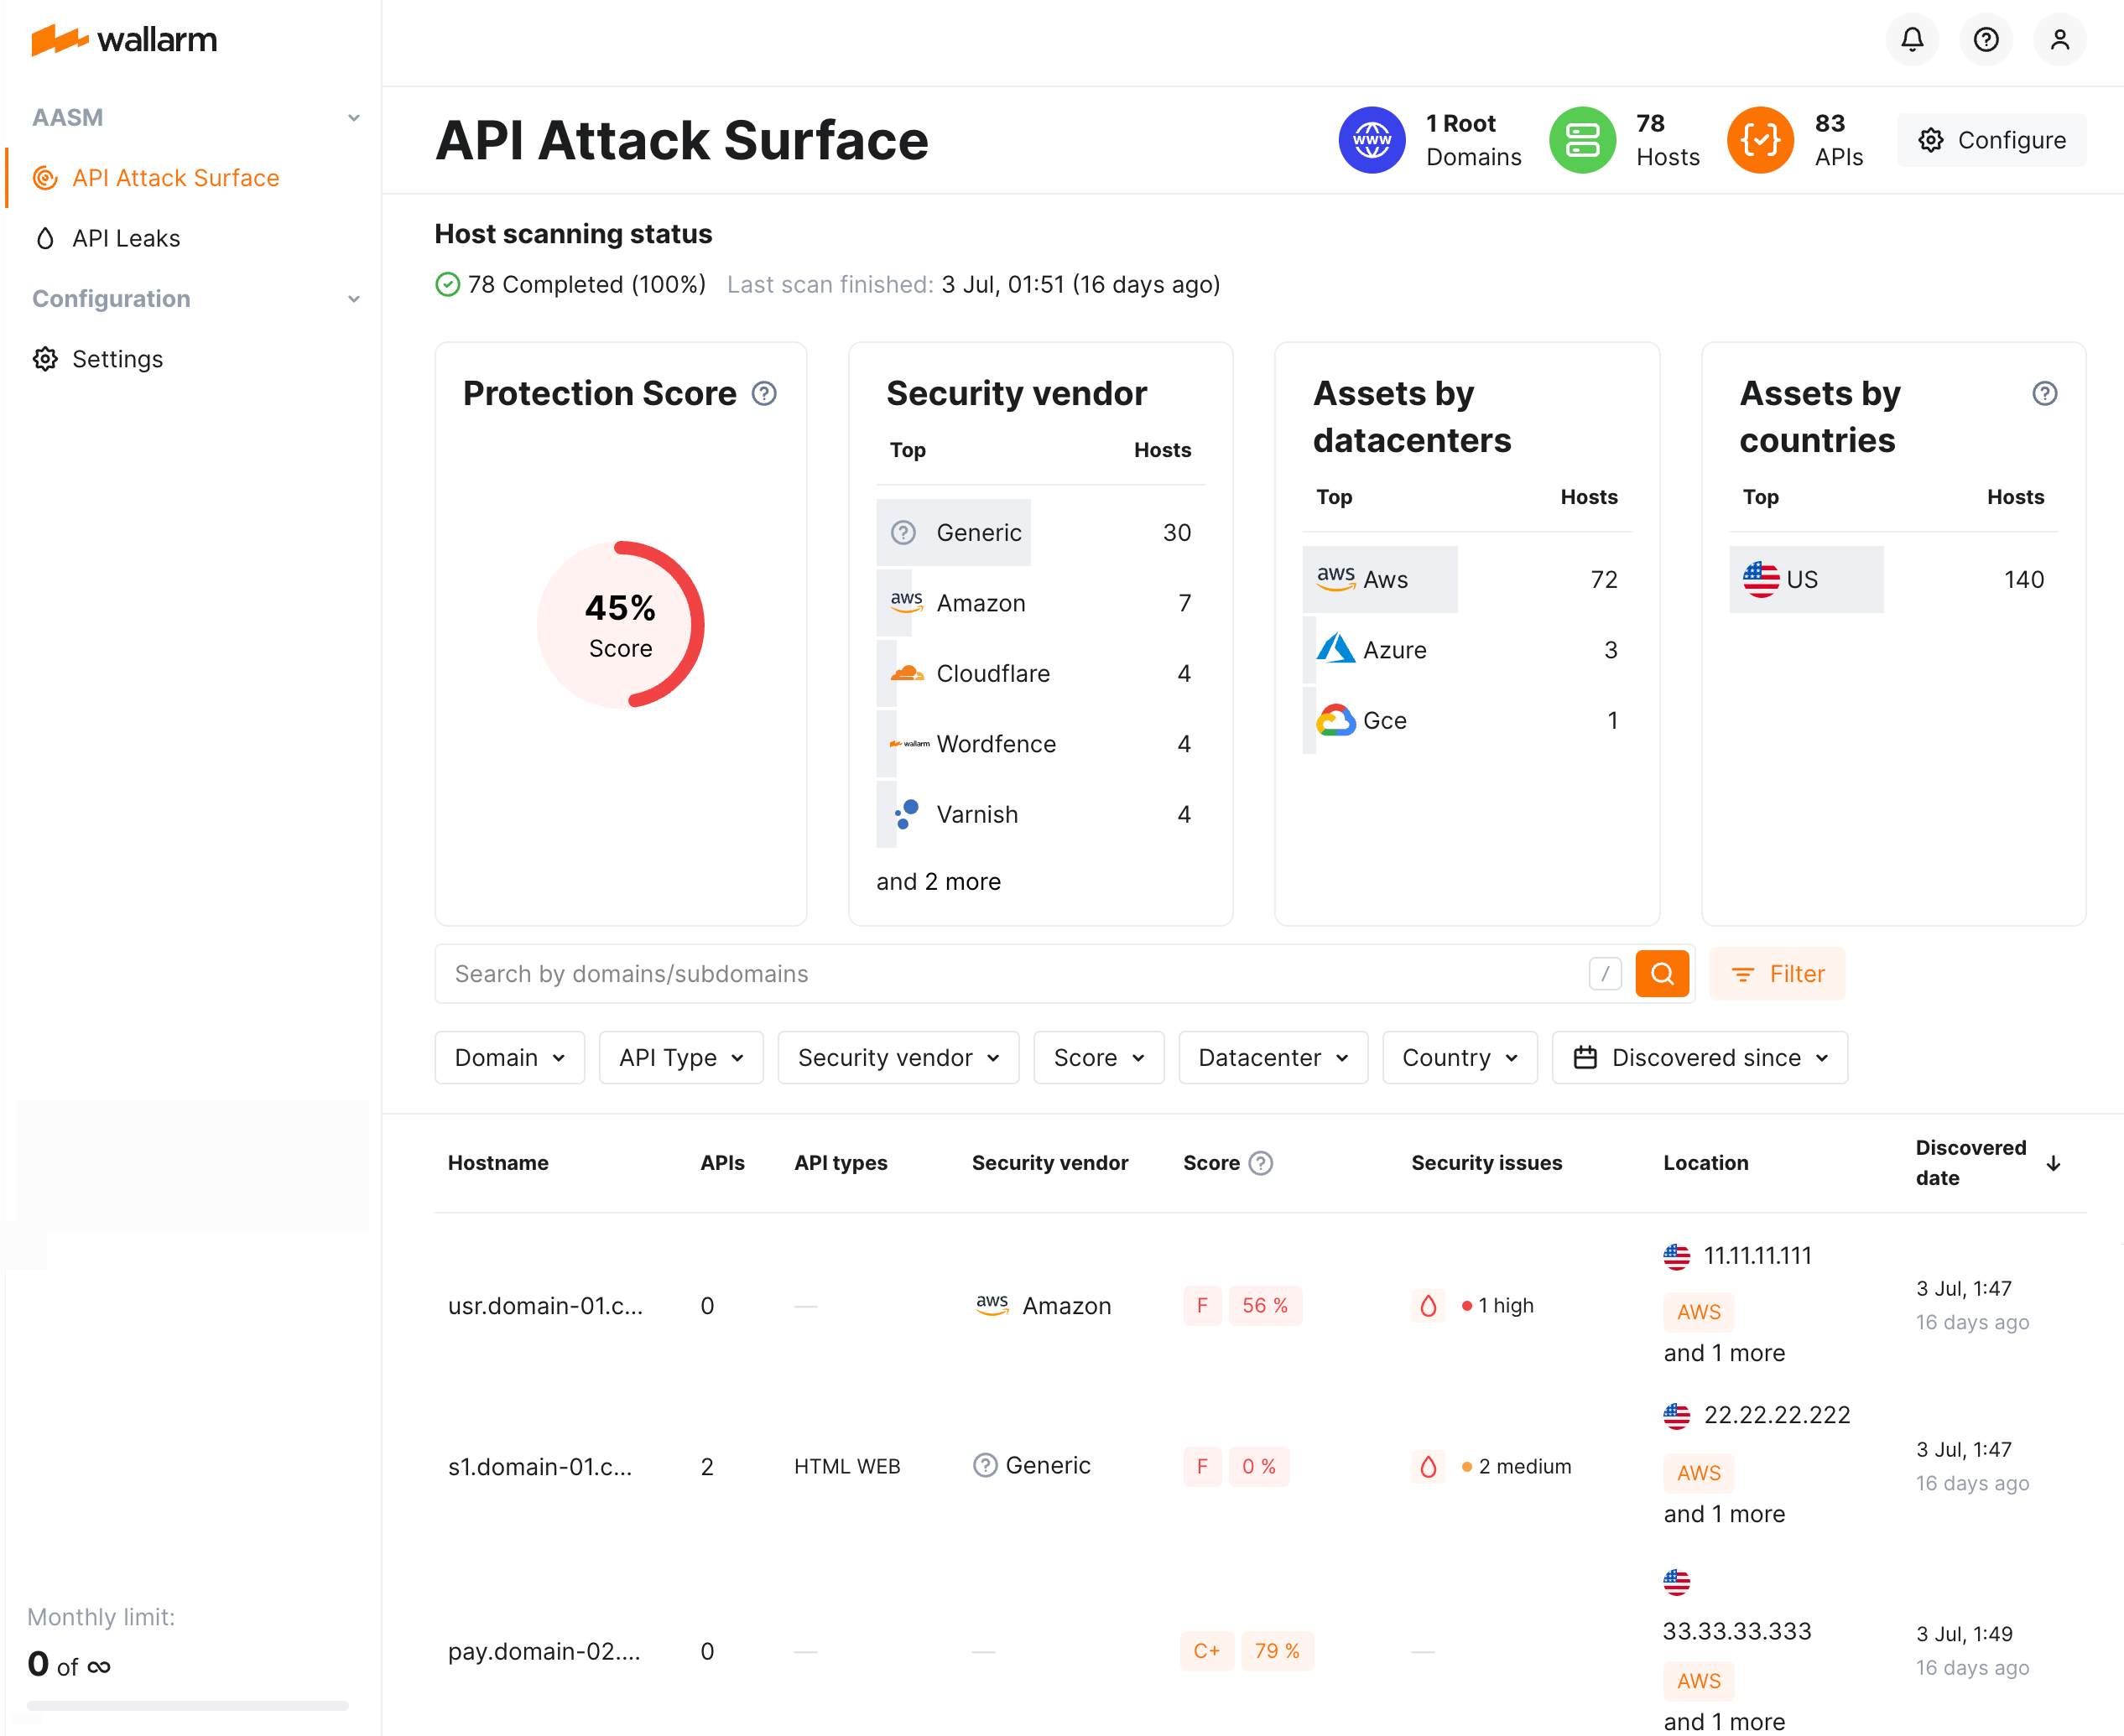 wallarm
AASM
API Attack Surface
API Leaks
Configuration
Settings
Monthly limit:
0 of ∞
API Attack Surface
1 Root
Domains
78
Hosts
83
APIs
Configure
Host scanning status
78 Completed (100%) Last scan finished: 3 Jul, 01:51 (16 days ago)
Protection Score
45%
Score
Security vendor
Top Hosts
Generic 30
aws Amazon 7
Cloudflare 4
wallarm Wordfence 4
Varnish 4
and 2 more
Assets by
datacenters
Top Hosts
aws Aws 72
Azure 3
Gce 1
Assets by
countries
Top Hosts
US 140
Search by domains/subdomains /
Filter
Domain API Type Security vendor Score Datacenter Country Discovered since
Hostname APIs API types Security vendor Score Security issues Location Discovered
date
usr.domain-01.c... 0 — aws Amazon F 56 % 1 high 11.11.11.111
AWS
and 1 more
3 Jul, 1:47
16 days ago
s1.domain-01.c... 2 HTML WEB Generic F 0 % 2 medium 22.22.22.222
AWS
and 1 more
3 Jul, 1:47
16 days ago
pay.domain-02.... 0 — — C+ 79 % — 33.33.33.333
AWS
and 1 more
3 Jul, 1:49
16 days ago